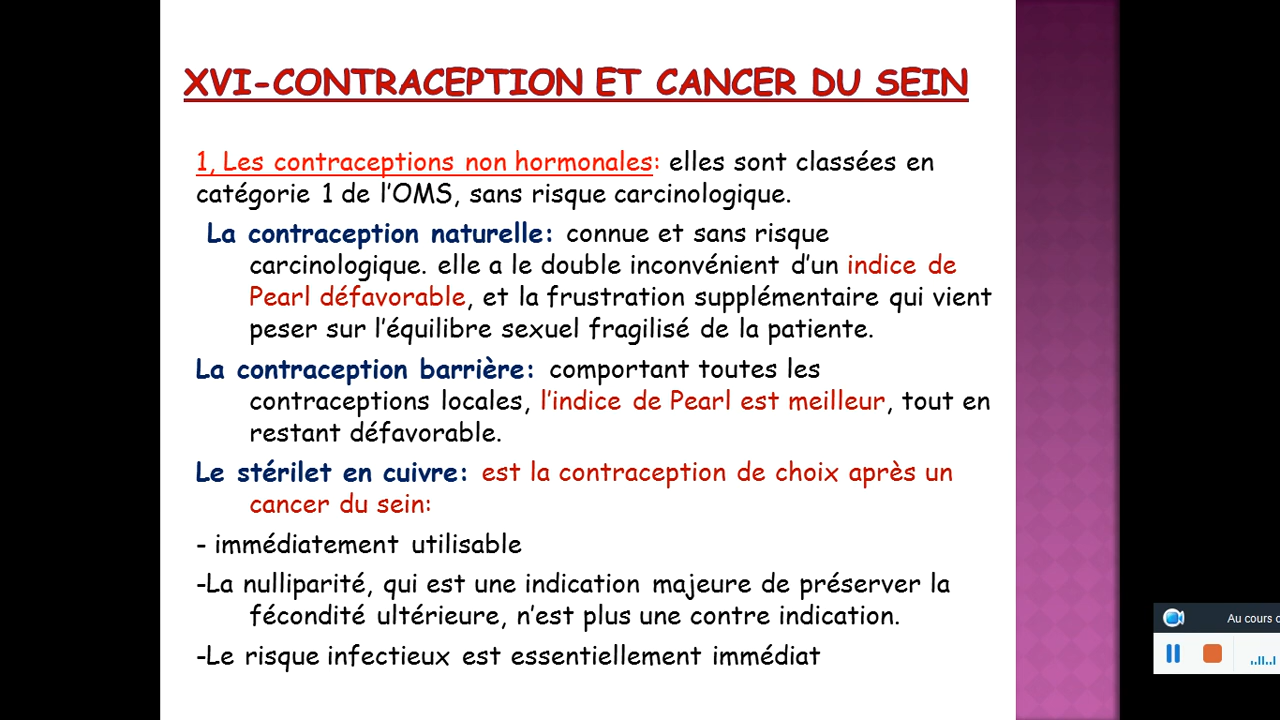 XVI-CONTRACEPTION ET CANCER DU SEIN
1, Les contraceptions non hormonales: elles sont classées en
catégorie 1 de l’OMS, sans risque carcinologique.
La contraception naturelle: connue et sans risque
carcinologique. elle a le double inconvénient d’un indice de
Pearl défavorable, et la frustration supplémentaire qui vient
peser sur l’équilibre sexuel fragilisé de la patiente.
La contraception barrière: comportant toutes les
contraceptions locales, l’indice de Pearl est meilleur, tout en
restant défavorable.
Le stérilet en cuivre: est la contraception de choix après un
cancer du sein:
- immédiatement utilisable
-La nulliparité, qui est une indication majeure de préserver la
fécondité ultérieure, n’est plus une contre indication.
-Le risque infectieux est essentiellement immédiat
Au cours